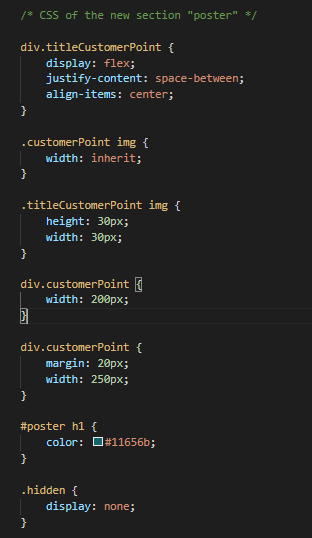 /* CSS of the new section "poster" */
div.titleCustomerPoint {
display: flex;
justify-content: space-between;
align-items: center;
}
.customerPoint img {
width: inherit;
}
.titleCustomerPoint img {
height: 30px;
width: 30px;
}
div.customerPoint {
width: 200px;
}
div.customerPoint {
margin: 20px;
width: 250px;
}
#poster h1 {
color: #11656b;
}
.hidden {
display: none;
}